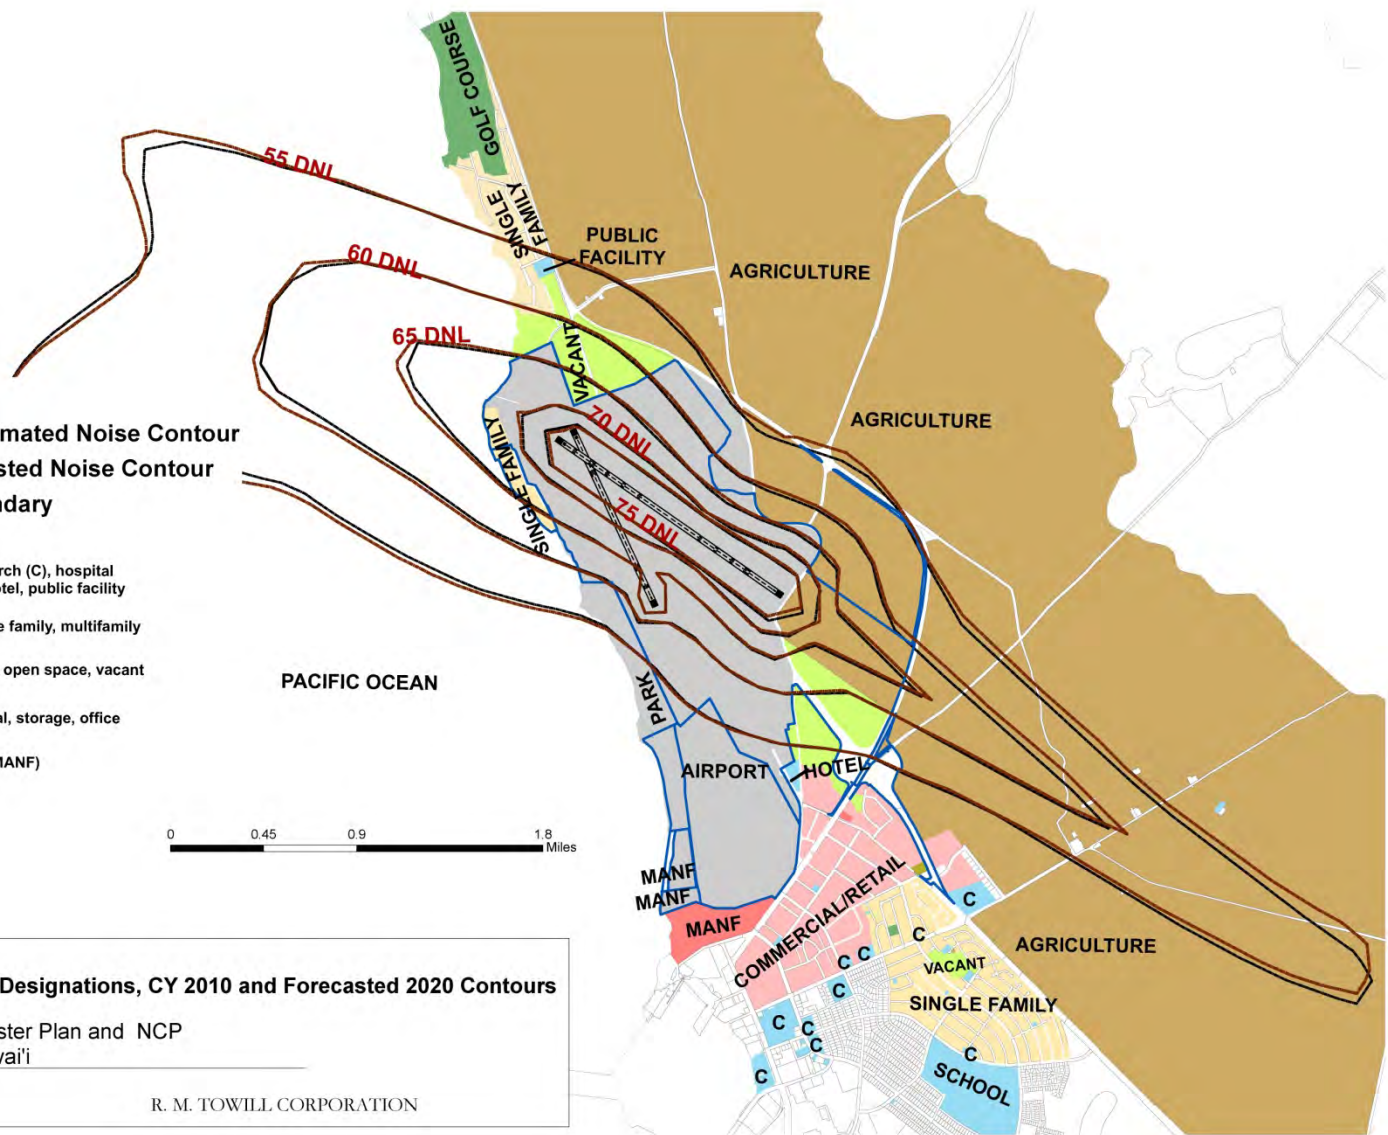 GOLF COURSE
55 DNL
SINGLE
FAMILY
PUBLIC
FACILITY
60 DNL
AGRICULTURE
65 DNL
VACANT
70 DNL
AGRICULTURE
mated Noise Contour
sted Noise Contour
ndary
SINGLE FAMILY
75 DNL
rch (C), hospital
otel, public facility
e family, multifamily
open space, vacant
al, storage, office
MANF)
PACIFIC OCEAN
PARK
AIRPORT
HOTEL
0 0.45 0.9 1.8
Miles
MANF
MANF
MANF
COMMERCIAL/RETAIL
C
C
C
C
C
AGRICULTURE
VACANT
SINGLE FAMILY
C
C
C
C
C
SCHOOL
Designations, CY 2010 and Forecasted 2020 Contours
ster Plan and NCP
vai'i
R. M. TOWILL CORPORATION